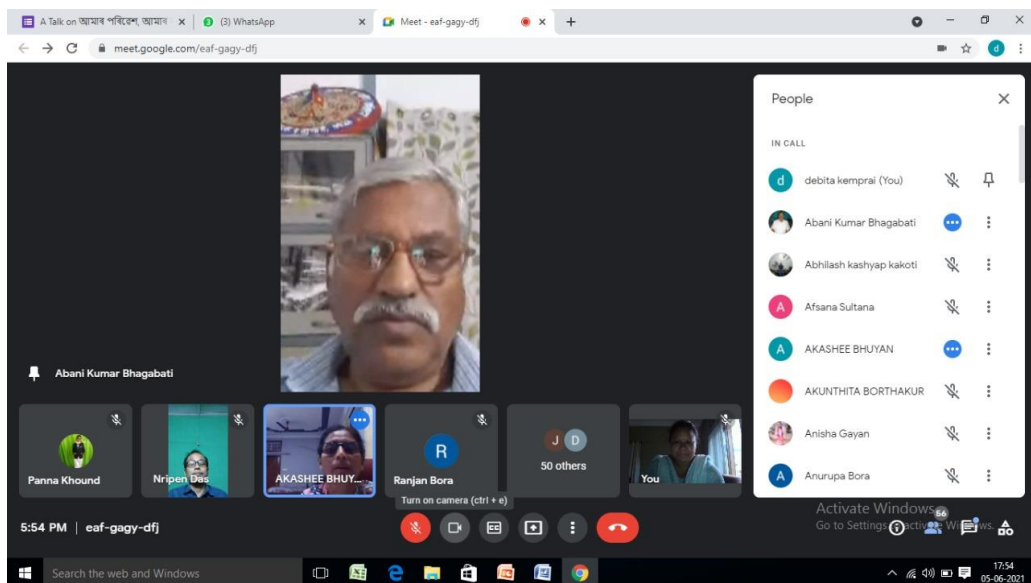 A Talk on আমাৰ পৰিৱেশ, আমাৰ
(3) WhatsApp
Meet - eaf-gagy-dfj
meet.google.com/eaf-gagy-dfj
d
People
IN CALL
d debita kemprai (You)
Abani Kumar Bhagabati
Abhilash kashyap kakoti
A Afsana Sultana
A AKASHEE BHUYAN
AKUNTHITA BORTHAKUR
Anisha Gayan
A Anurupa Bora
Abani Kumar Bhagabati
Panna Khound
Nripen Das
AKASHEE BHUY...
R
Ranjan Bora
J D
50 others
You
Turn on camera (ctrl + e)
5:54 PM | eaf-gagy-dfj
Activate Windows
Go to Settings
56
Search the web and Windows
17:54
05-06-2021